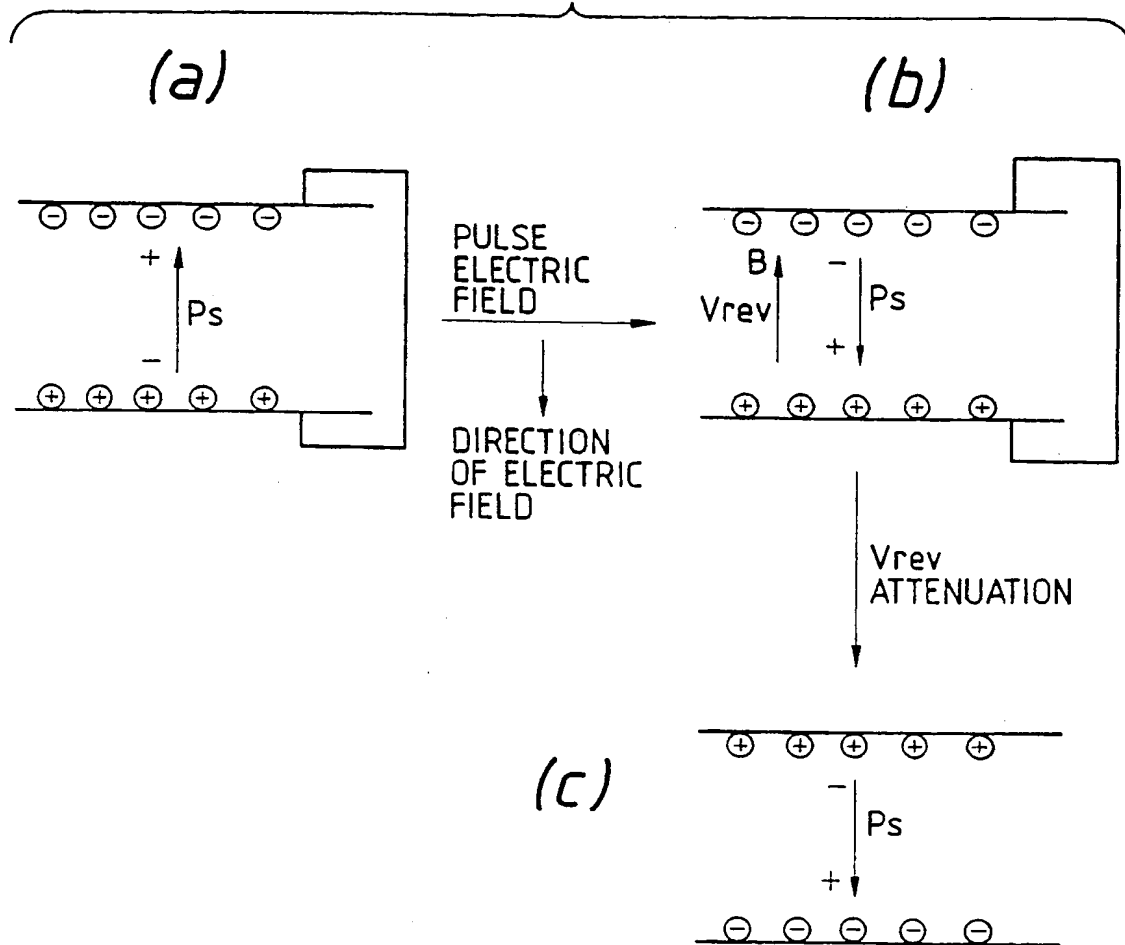 (a)
(b)
- - - - -
+
Ps
-
+ + + + +
PULSE
ELECTRIC
FIELD
DIRECTION
OF ELECTRIC
FIELD
- - - - -
B
Vrev
-
Ps
+
+ + + + +
Vrev
ATTENUATION
(c)
+ + + + +
-
Ps
+
- - - - -